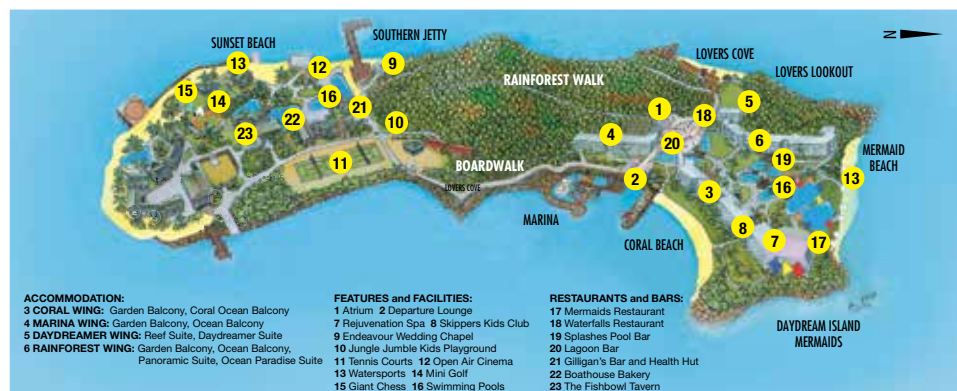 SUNSET BEACH
SOUTHERN JETTY
LOVERS COVE
LOVERS LOOKOUT
N
13
12
9
RAINFOREST WALK
15
14
16
21
22
23
10
11
BOARDWALK
LOVERS COVE
MARINA
1
18
5
4
20
6
19
MERMAID
BEACH
2
3
16
13
8
7
17
CORAL BEACH
DAYDREAM ISLAND
MERMAIDS
ACCOMMODATION:
3 CORAL WING: Garden Balcony, Coral Ocean Balcony
4 MARINA WING: Garden Balcony, Ocean Balcony
5 DAYDREAMER WING: Reef Suite, Daydreamer Suite
6 RAINFOREST WING: Garden Balcony, Ocean Balcony,
Panoramic Suite, Ocean Paradise Suite
FEATURES and FACILITIES:
1 Atrium 2 Departure Lounge
7 Rejuvenation Spa 8 Skippers Kids Club
9 Endeavour Wedding Chapel
10 Jungle Jumble Kids Playground
11 Tennis Courts 12 Open Air Cinema
13 Watersports 14 Mini Golf
15 Giant Chess 16 Swimming Pools
RESTAURANTS and BARS:
17 Mermaids Restaurant
18 Waterfalls Restaurant
19 Splashes Pool Bar
20 Lagoon Bar
21 Gilligan's Bar and Health Hut
22 Boathouse Bakery
23 The Fishbowl Tavern